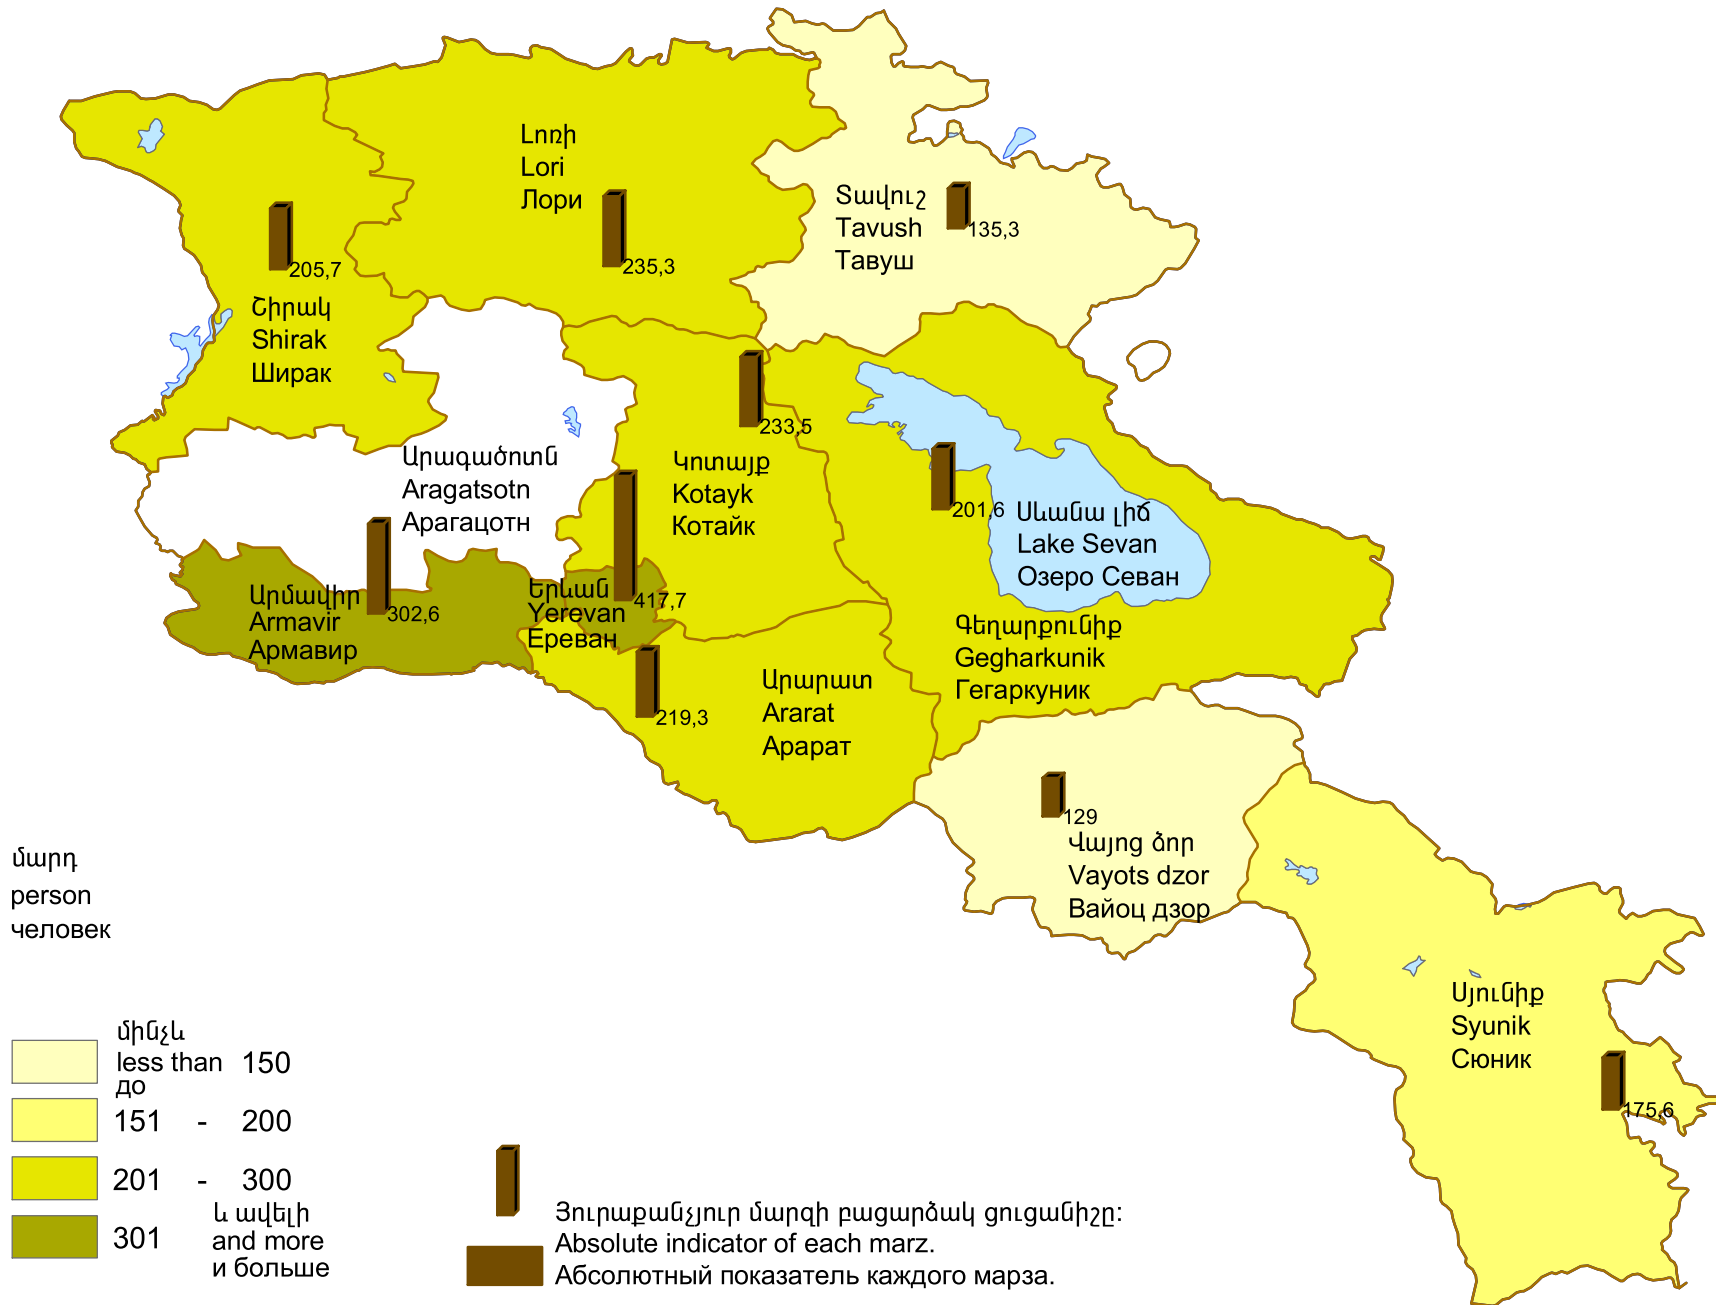 Լոռի
Lori
Лори
235,3
Տավուշ
Tavush
Тавуш
135,3
205,7
Շիրակ
Shirak
Ширак
233,5
Կոտայք
Kotayk
Котайк
Արագածոտն
Aragatsotn
Арагацотн
201,6
Սևանա լիճ
Lake Sevan
Озеро Севан
Արմավիր
Armavir
Армавир
302,6
Երևան
Yerevan
Ереван
417,7
Գեղարքունիք
Gegharkunik
Гегаркуник
219,3
Արարատ
Ararat
Арарат
129
Վայոց ձոր
Vayots dzor
Вайоц дзор
Սյունիք
Syunik
Сюник
175,6
մարդ
person
человек
մինչև
less than 150
до
151 - 200
201 - 300
և ավելի
301 and more
и больше
Յուրաքանչյուր մարզի բացարձակ ցուցանիշը:
Absolute indicator of each marz.
Абсолютный показатель каждого марза.